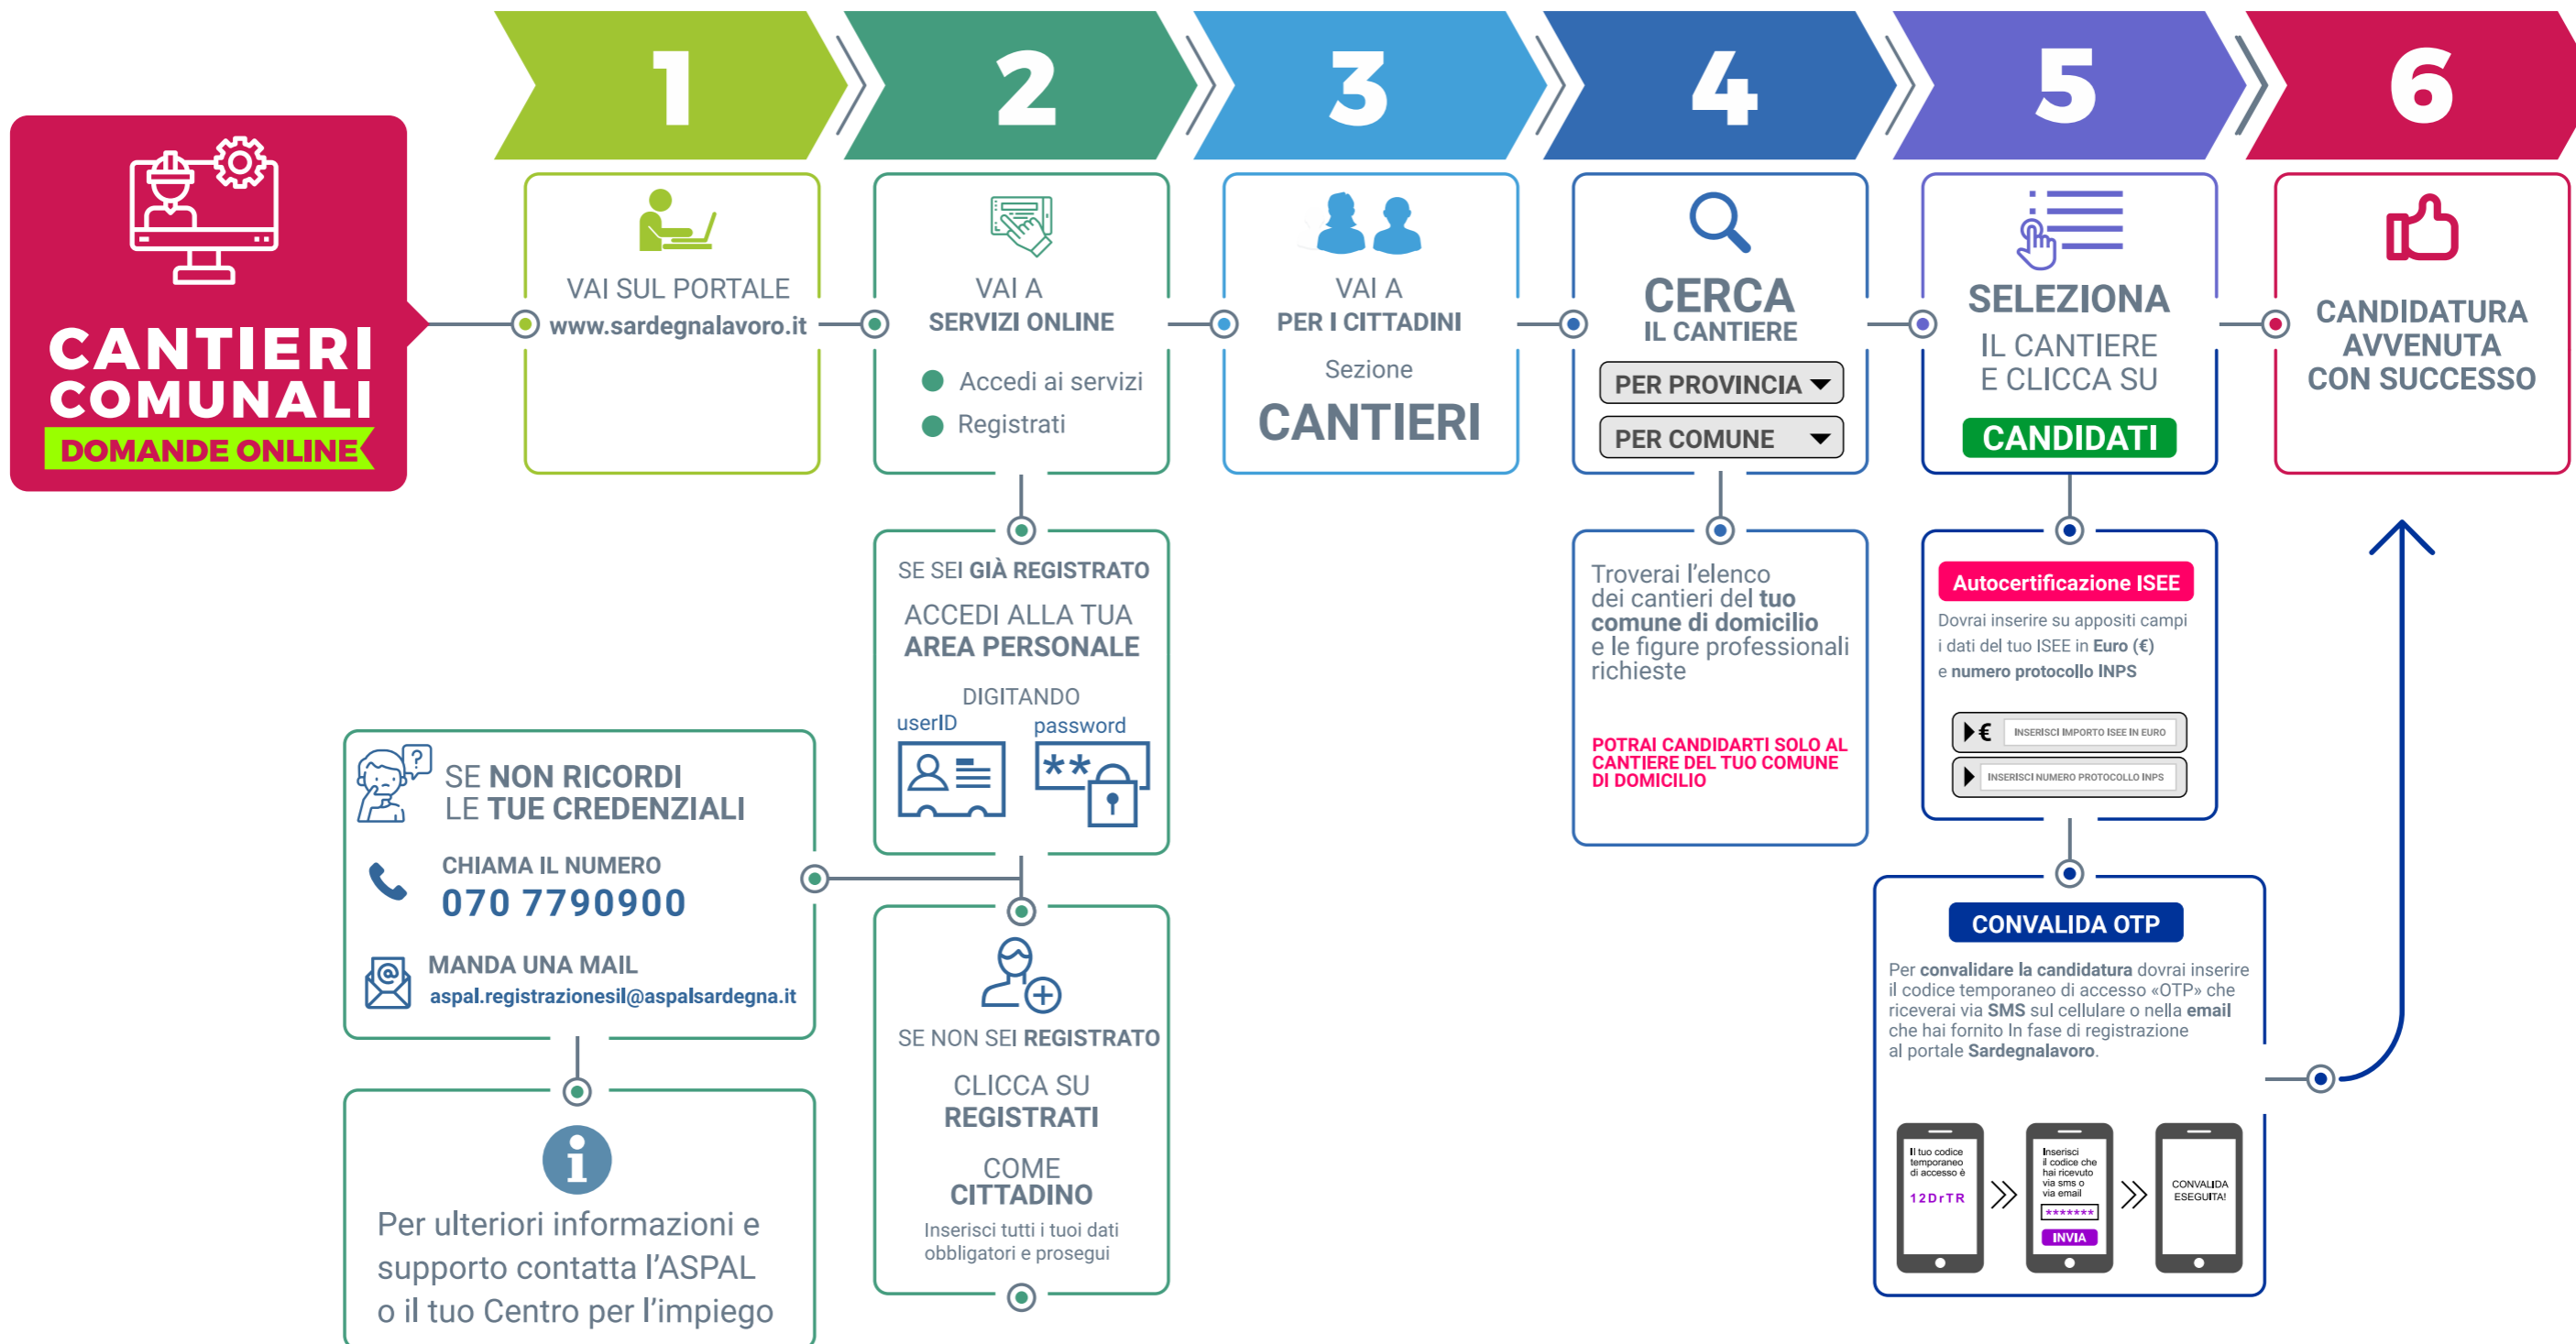 CANTIERI
COMUNALI
DOMANDE ONLINE
1
VAI SUL PORTALE
www.sardegnalavoro.it
2
VAI A
SERVIZI ONLINE
Accedi ai servizi
Registrati
SE SEI GIÀ REGISTRATO
ACCEDI ALLA TUA
AREA PERSONALE
DIGITANDO
userID
password
**
SE NON RICORDI
LE TUE CREDENZIALI
CHIAMA IL NUMERO
070 7790900
MANDA UNA MAIL
aspal.registrazionesil@aspalsardegna.it
Per ulteriori informazioni e
supporto contatta l'ASPAL
o il tuo Centro per l'impiego
SE NON SEI REGISTRATO
CLICCA SU
REGISTRATI
COME
CITTADINO
Inserisci tutti i tuoi dati
obbligatori e prosegui
3
VAI A
PER I CITTADINI
Sezione
CANTIERI
4
CERCA
IL CANTIERE
PER PROVINCIA
PER COMUNE
Troverai l'elenco
dei cantieri del tuo
comune di domicilio
e le figure professionali
richieste
POTRAI CANDIDARTI SOLO AL
CANTIERE DEL TUO COMUNE
DI DOMICILIO
5
SELEZIONA
IL CANTIERE
E CLICCA SU
CANDIDATI
Autocertificazione ISEE
Dovrai inserire su appositi campi
i dati del tuo ISEE in Euro (€)
e numero protocollo INPS
€ INSERISCI IMPORTO ISEE IN EURO
INSERISCI NUMERO PROTOCOLLO INPS
CONVALIDA OTP
Per convalidare la candidatura dovrai inserire
il codice temporaneo di accesso «OTP» che
riceverai via SMS sul cellulare o nella email
che hai fornito In fase di registrazione
al portale Sardegnalavoro.
Il tuo codice
temporaneo
di accesso è
12DrTR
Inserisci
il codice che
hai ricevuto
via sms o
via email
*******
INVIA
CONVALIDA
ESEGUITA!
6
CANDIDATURA
AVVENUTA
CON SUCCESSO